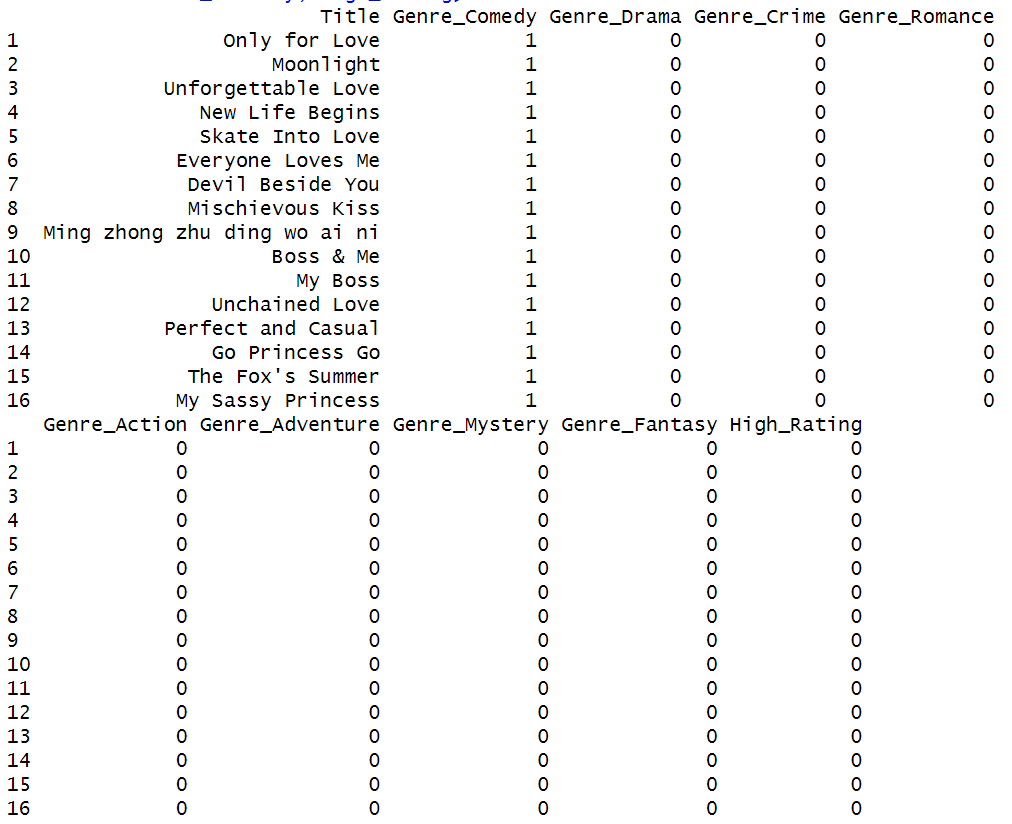 Title Genre_Comedy Genre_Drama Genre_Crime Genre_Romance
1 Only for Love 1 0 0 0
2 Moonlight 1 0 0 0
3 Unforgettable Love 1 0 0 0
4 New Life Begins 1 0 0 0
5 Skate Into Love 1 0 0 0
6 Everyone Loves Me 1 0 0 0
7 Devil Beside You 1 0 0 0
8 Mischievous Kiss 1 0 0 0
9 Ming zhong zhu ding wo ai ni 1 0 0 0
10 Boss & Me 1 0 0 0
11 My Boss 1 0 0 0
12 Unchained Love 1 0 0 0
13 Perfect and Casual 1 0 0 0
14 Go Princess Go 1 0 0 0
15 The Fox's Summer 1 0 0 0
16 My Sassy Princess 1 0 0 0
Genre_Action Genre_Adventure Genre_Mystery Genre_Fantasy High_Rating
1 0 0 0 0 0
2 0 0 0 0 0
3 0 0 0 0 0
4 0 0 0 0 0
5 0 0 0 0 0
6 0 0 0 0 0
7 0 0 0 0 0
8 0 0 0 0 0
9 0 0 0 0 0
10 0 0 0 0 0
11 0 0 0 0 0
12 0 0 0 0 0
13 0 0 0 0 0
14 0 0 0 0 0
15 0 0 0 0 0
16 0 0 0 0 0